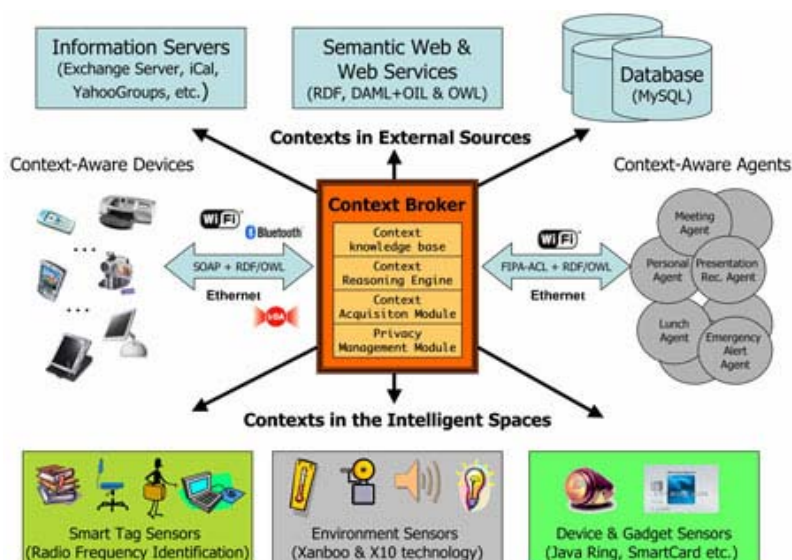 Information Servers
(Exchange Server, iCal,
YahooGroups, etc.)
Semantic Web &
Web Services
(RDF, DAML+OIL & OWL)
Database
(MySQL)
Contexts in External Sources
Context-Aware Devices
Context-Aware Agents
WiFi
Bluetooth
SOAP + RDF/OWL
Ethernet
IrDA
Context Broker
Context
knowledge base
Context
Reasoning Engine
Context
Acquisiton Module
Privacy
Management Module
WiFi
FIPA-ACL + RDF/OWL
Ethernet
Meeting
Agent
Personal
Agent
Presentation
Rec. Agent
Lunch
Agent
Emergency
Alert
Agent
Contexts in the Intelligent Spaces
Smart Tag Sensors
(Radio Frequency Identification)
Environment Sensors
(Xanboo & X10 technology)
Device & Gadget Sensors
(Java Ring, SmartCard etc.)